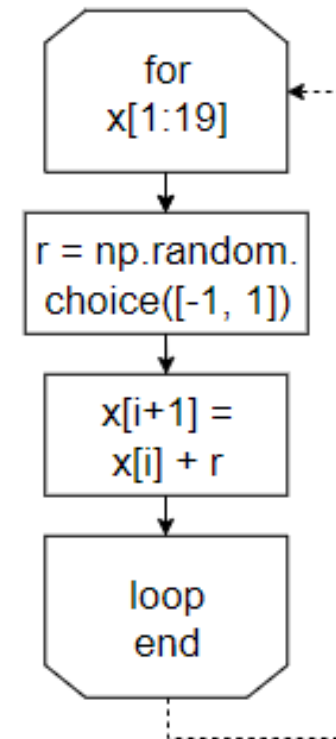 for
x[1:19]
r = np.random.
choice([-1, 1])
x[i+1] =
x[i] + r
loop
end